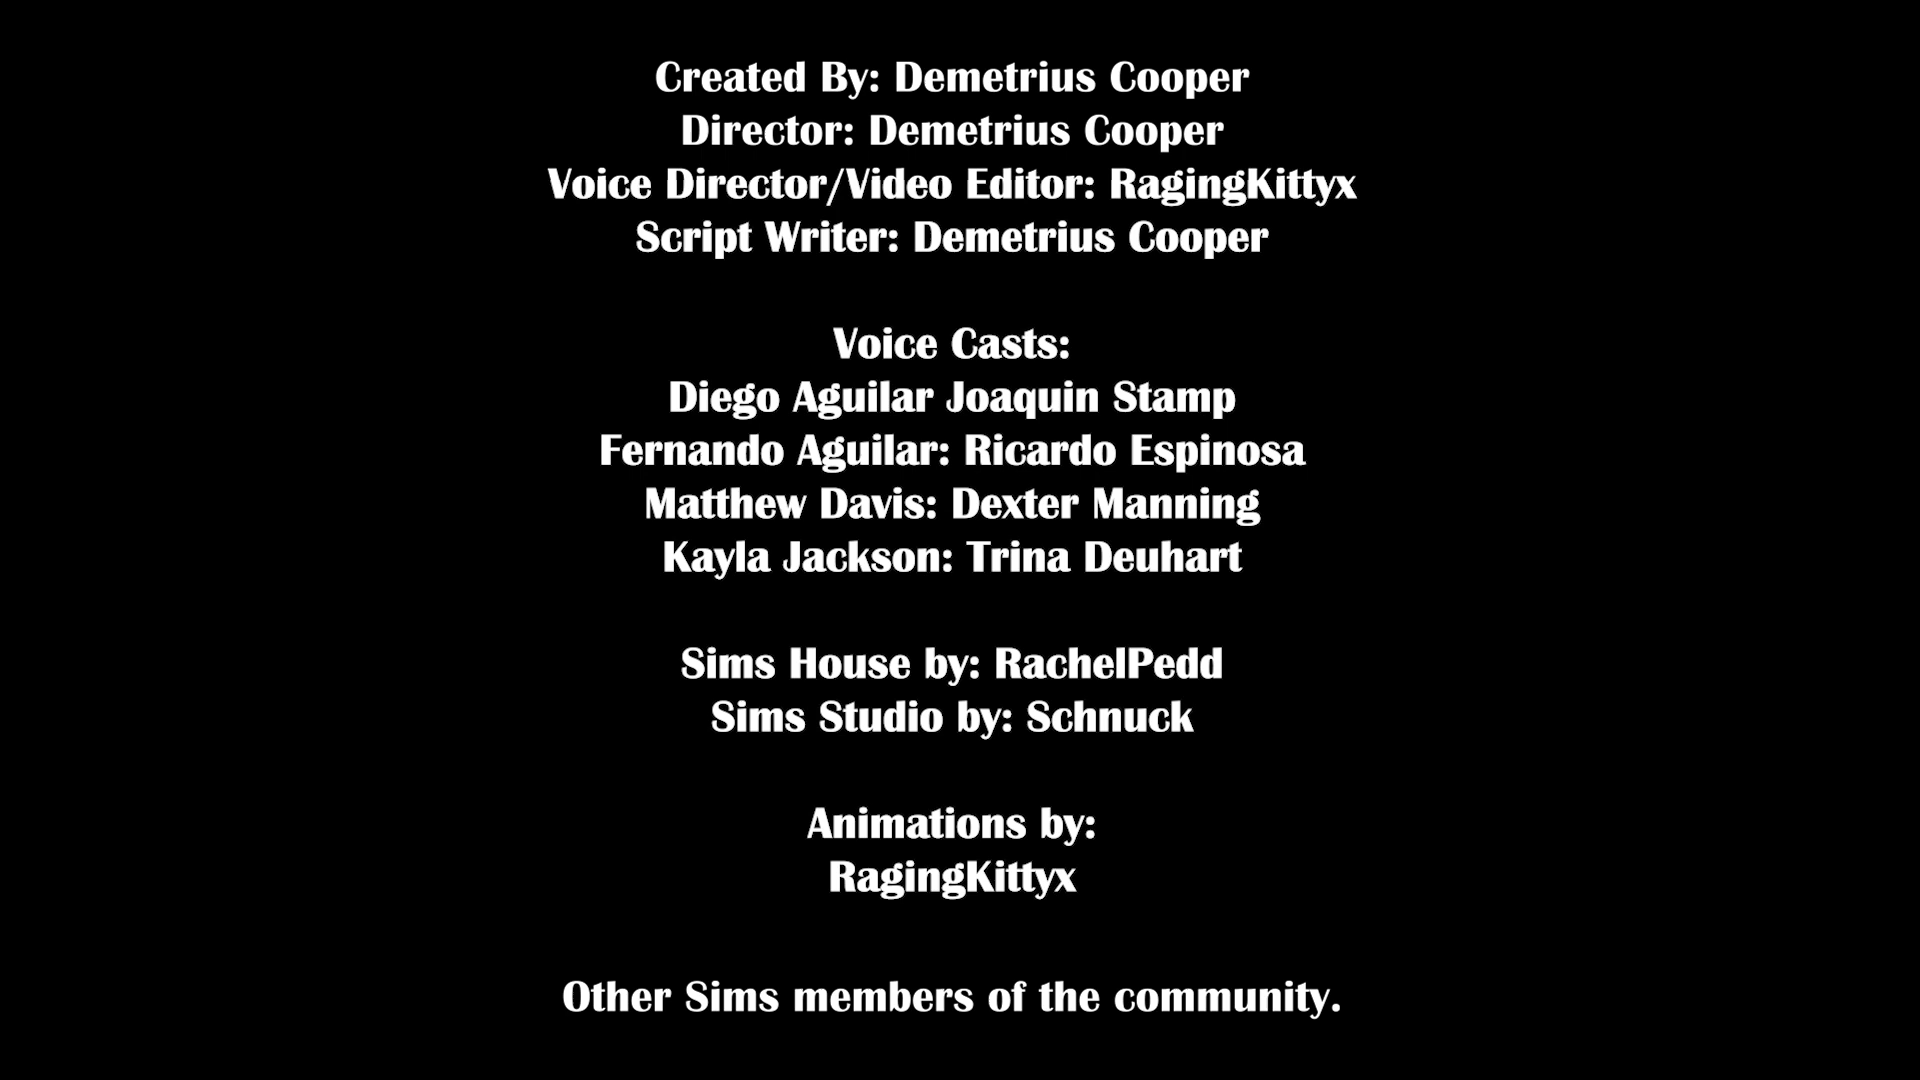 Created By: Demetrius Cooper
Director: Demetrius Cooper
Voice Director/Video Editor: RagingKittyx
Script Writer: Demetrius Cooper
Voice Casts:
Diego Aguilar Joaquin Stamp
Fernando Aguilar: Ricardo Espinosa
Matthew Davis: Dexter Manning
Kayla Jackson: Trina Deuhart
Sims House by: RachelPedd
Sims Studio by: Schnuck
Animations by:
RagingKittyx
Other Sims members of the community.